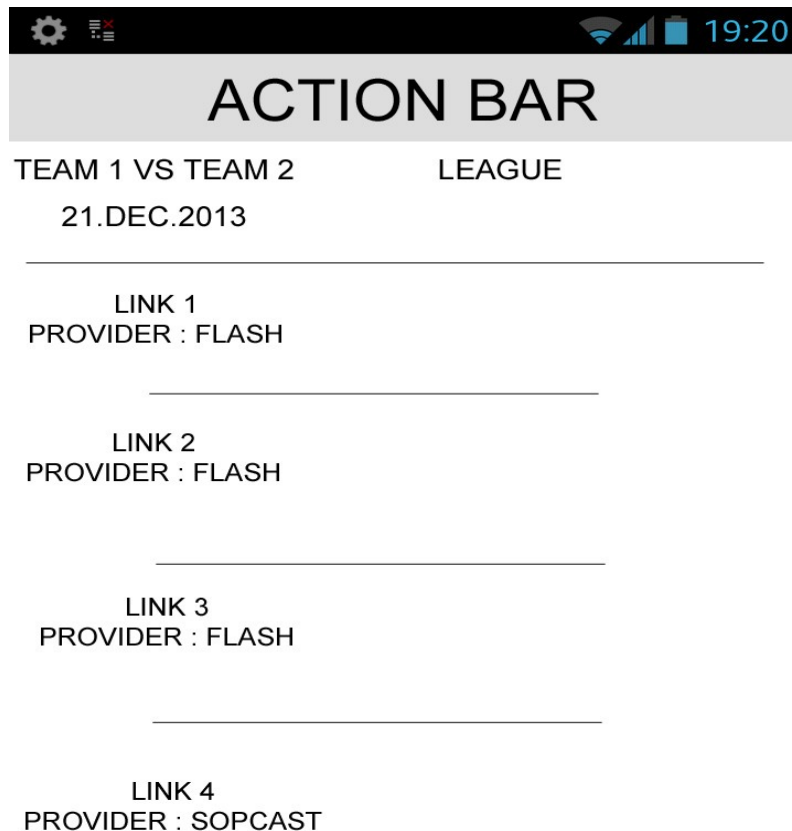 19:20
ACTION BAR
TEAM 1 VS TEAM 2 LEAGUE
21.DEC.2013
LINK 1
PROVIDER : FLASH
LINK 2
PROVIDER : FLASH
LINK 3
PROVIDER : FLASH
LINK 4
PROVIDER : SOPCAST